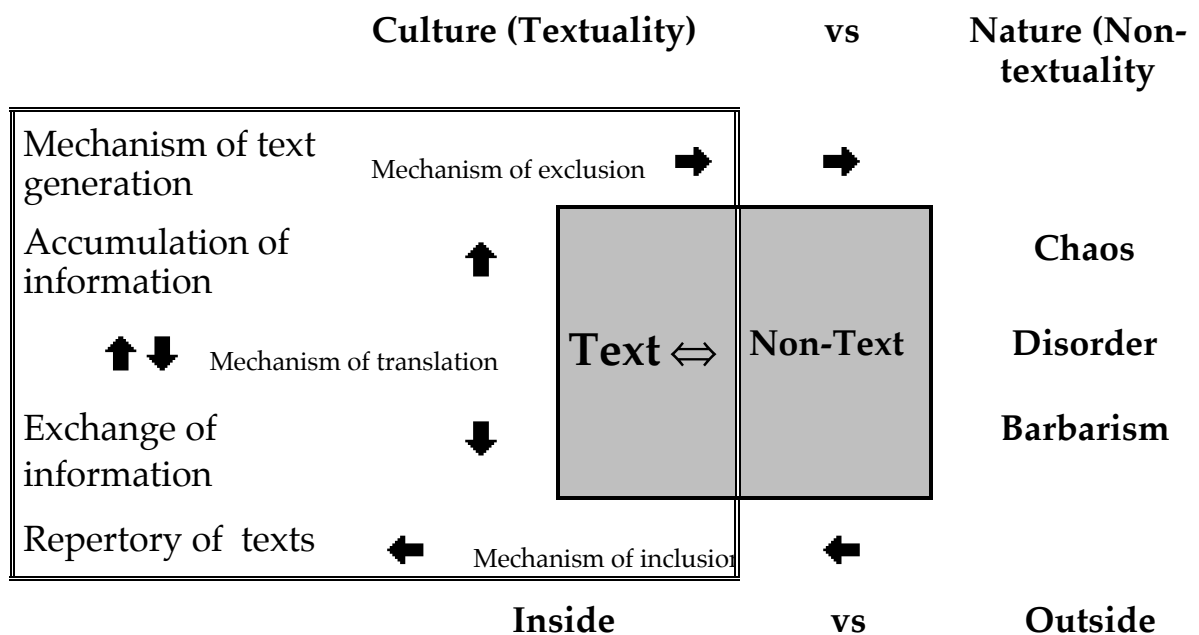 Culture (Textuality) vs Nature (Non-
textuality
Mechanism of text
generation
Mechanism of exclusion
Accumulation of
information
Chaos
Mechanism of translation
Text ⇔ Non-Text
Disorder
Exchange of
information
Barbarism
Repertory of texts
Mechanism of inclusion
Inside vs Outside